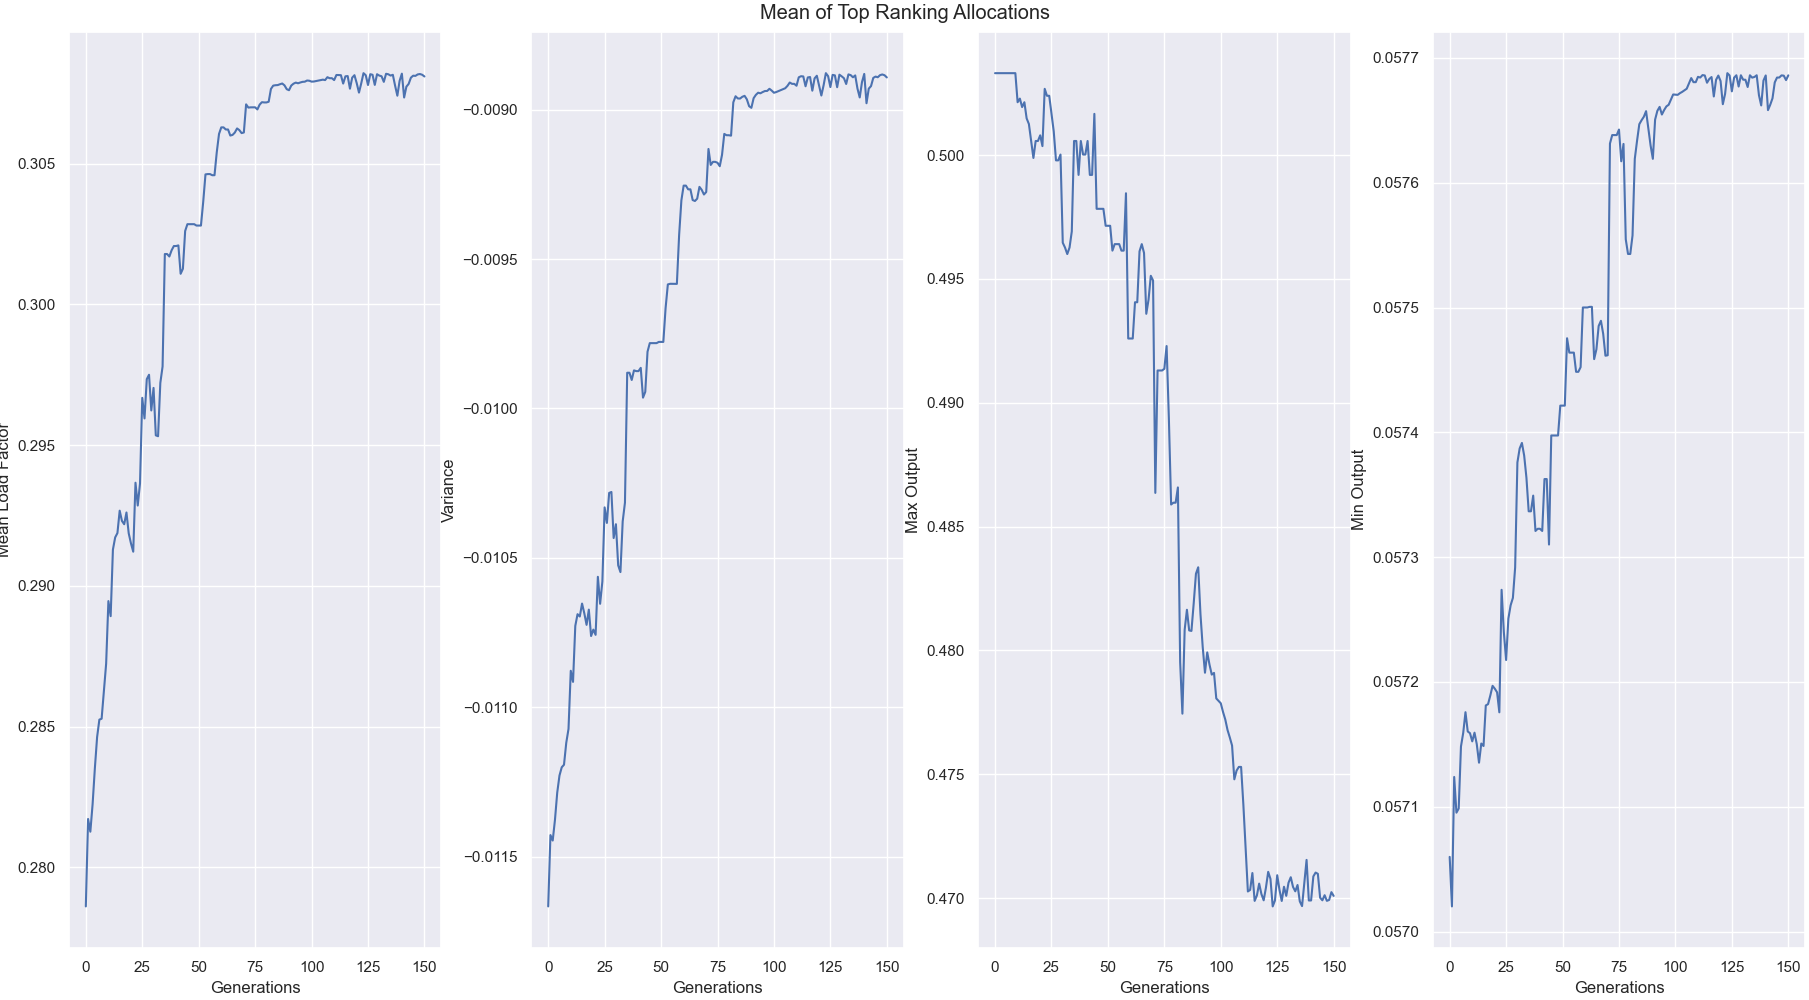 Mean of Top Ranking Allocations
Mean Load Factor
0.305
0.300
0.295
0.290
0.285
0.280
0 25 50 75 100 125 150
Generations
Variance
−0.0090
−0.0095
−0.0100
−0.0105
−0.0110
−0.0115
0 25 50 75 100 125 150
Generations
Max Output
0.500
0.495
0.490
0.485
0.480
0.475
0.470
0 25 50 75 100 125 150
Generations
Min Output
0.0577
0.0576
0.0575
0.0574
0.0573
0.0572
0.0571
0.0570
0 25 50 75 100 125 150
Generations